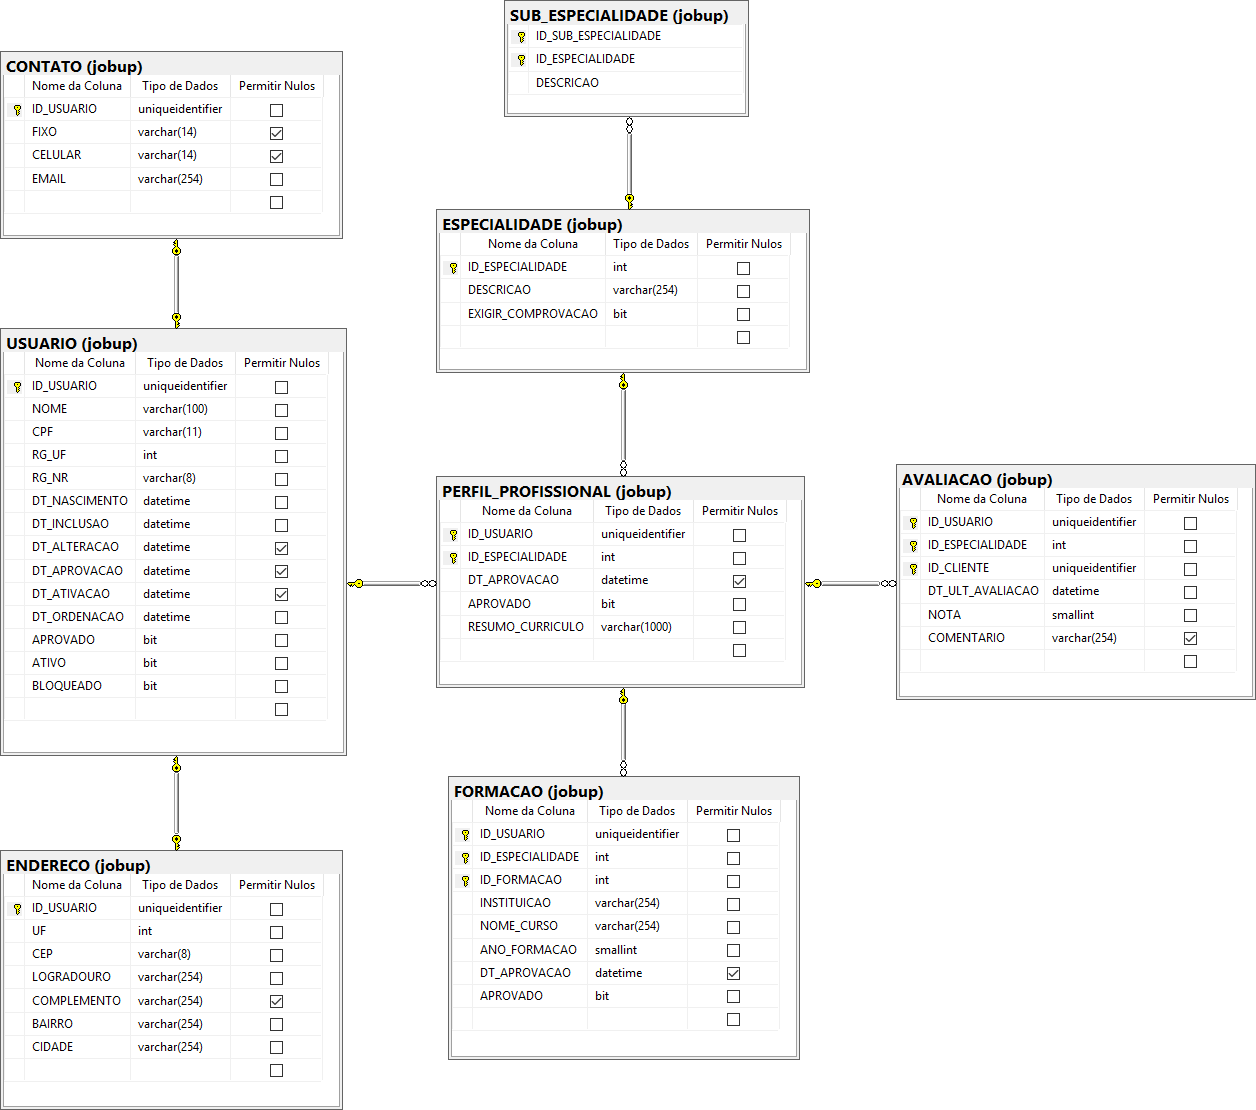 SUB_ESPECIALIDADE (jobup)
ID_SUB_ESPECIALIDADE
ID_ESPECIALIDADE
DESCRICAO
CONTATO (jobup)
Nome da Coluna Tipo de Dados Permitir Nulos
ID_USUARIO uniqueidentifier
FIXO varchar(14)
CELULAR varchar(14)
EMAIL varchar(254)
ESPECIALIDADE (jobup)
Nome da Coluna Tipo de Dados Permitir Nulos
ID_ESPECIALIDADE int
DESCRICAO varchar(254)
EXIGIR_COMPROVACAO bit
USUARIO (jobup)
Nome da Coluna Tipo de Dados Permitir Nulos
ID_USUARIO uniqueidentifier
NOME varchar(100)
CPF varchar(11)
RG_UF int
RG_NR varchar(8)
DT_NASCIMENTO datetime
DT_INCLUSAO datetime
DT_ALTERACAO datetime
DT_APROVACAO datetime
DT_ATIVACAO datetime
DT_ORDENACAO datetime
APROVADO bit
ATIVO bit
BLOQUEADO bit
PERFIL_PROFISSIONAL (jobup)
Nome da Coluna Tipo de Dados Permitir Nulos
ID_USUARIO uniqueidentifier
ID_ESPECIALIDADE int
DT_APROVACAO datetime
APROVADO bit
RESUMO_CURRICULO varchar(1000)
AVALIACAO (jobup)
Nome da Coluna Tipo de Dados Permitir Nulos
ID_USUARIO uniqueidentifier
ID_ESPECIALIDADE int
ID_CLIENTE uniqueidentifier
DT_ULT_AVALIACAO datetime
NOTA smallint
COMENTARIO varchar(254)
FORMACAO (jobup)
Nome da Coluna Tipo de Dados Permitir Nulos
ID_USUARIO uniqueidentifier
ID_ESPECIALIDADE int
ID_FORMACAO int
INSTITUICAO varchar(254)
NOME_CURSO varchar(254)
ANO_FORMACAO smallint
DT_APROVACAO datetime
APROVADO bit
ENDERECO (jobup)
Nome da Coluna Tipo de Dados Permitir Nulos
ID_USUARIO uniqueidentifier
UF int
CEP varchar(8)
LOGRADOURO varchar(254)
COMPLEMENTO varchar(254)
BAIRRO varchar(254)
CIDADE varchar(254)